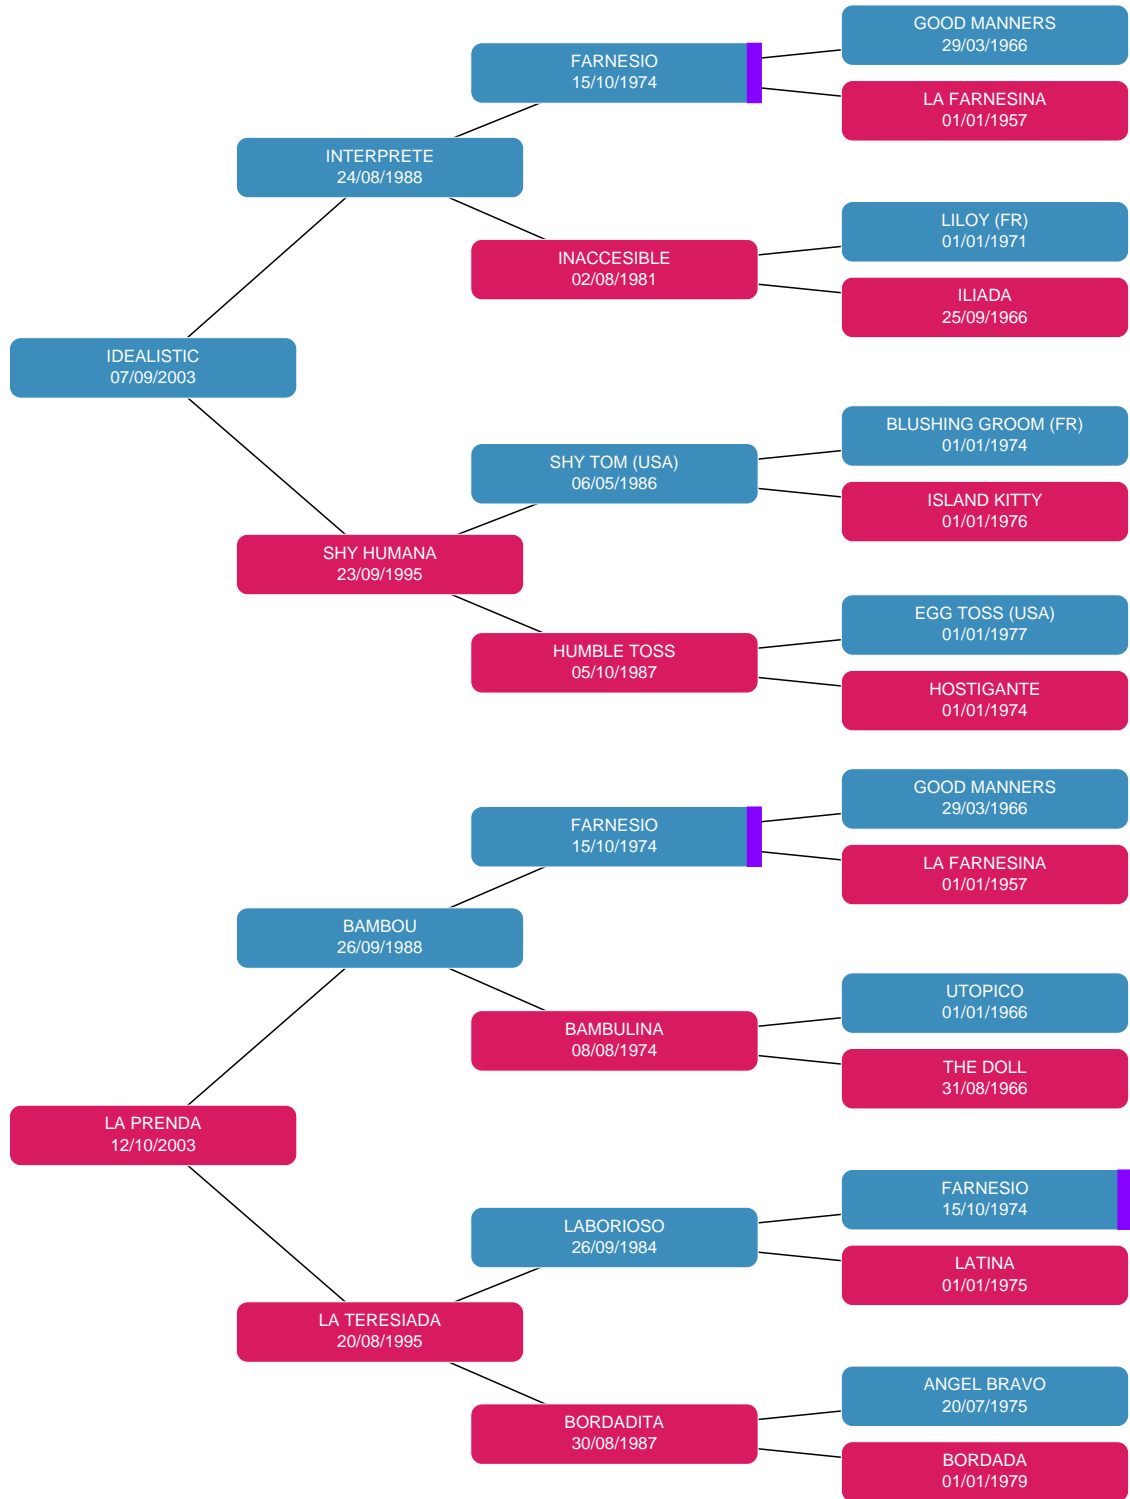 GOOD MANNERS
29/03/1966
FARNESIO
15/10/1974
LA FARNESINA
01/01/1957
INTERPRETE
24/08/1988
LILOY (FR)
01/01/1971
INACCESIBLE
02/08/1981
ILIADA
25/09/1966
IDEALISTIC
07/09/2003
BLUSHING GROOM (FR)
01/01/1974
SHY TOM (USA)
06/05/1986
ISLAND KITTY
01/01/1976
SHY HUMANA
23/09/1995
EGG TOSS (USA)
01/01/1977
HUMBLE TOSS
05/10/1987
HOSTIGANTE
01/01/1974
GOOD MANNERS
29/03/1966
FARNESIO
15/10/1974
LA FARNESINA
01/01/1957
BAMBOU
26/09/1988
UTOPICO
01/01/1966
BAMBULINA
08/08/1974
THE DOLL
31/08/1966
LA PRENDA
12/10/2003
FARNESIO
15/10/1974
LABORIOSO
26/09/1984
LATINA
01/01/1975
LA TERESIADA
20/08/1995
ANGEL BRAVO
20/07/1975
BORDADITA
30/08/1987
BORDADA
01/01/1979